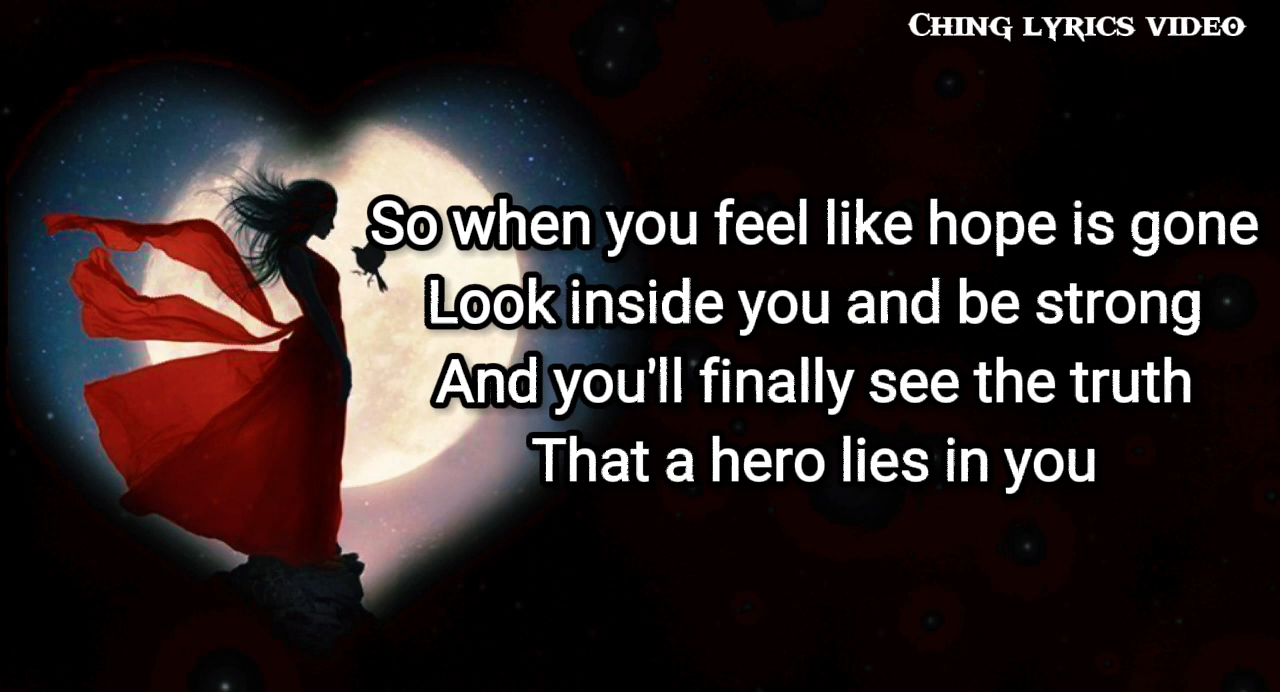 Ching lyrics video
So when you feel like hope is gone
Look inside you and be strong
And you'll finally see the truth
That a hero lies in you